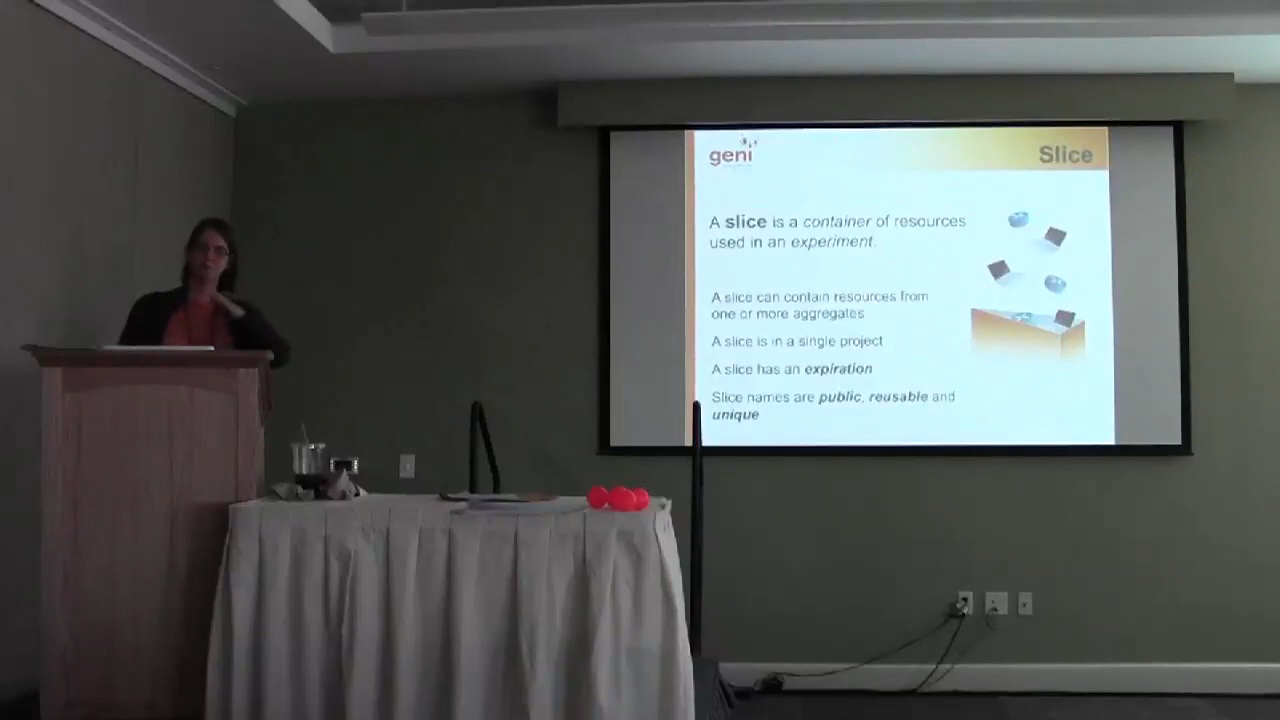 geni
Slice
A slice is a container of resources
used in an experiment.
A slice can contain resources from
one or more aggregates
A slice is in a single project
A slice has an expiration
Slice names are public, reusable and
unique